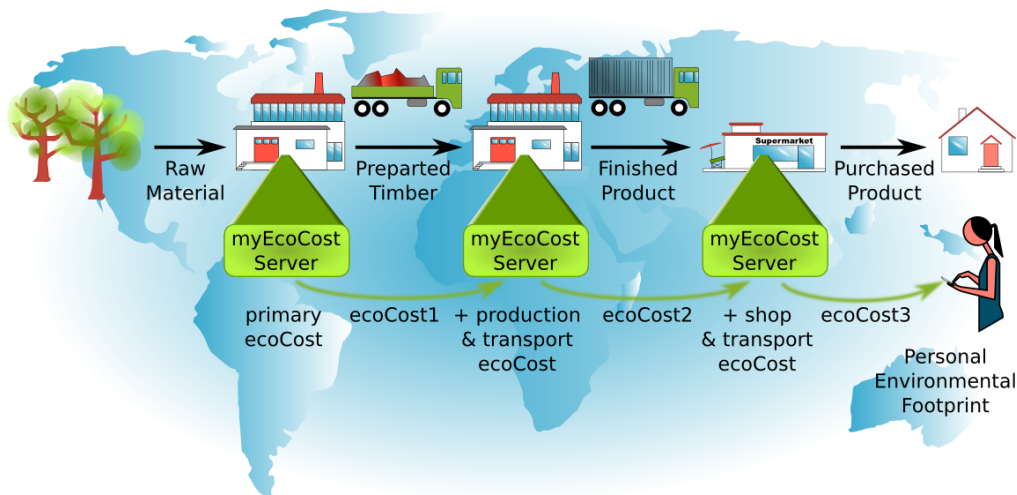 Supermarket
Raw
Material
Preparted
Timber
Finished
Product
Purchased
Product
myEcoCost
Server
myEcoCost
Server
myEcoCost
Server
primary
ecoCost
ecoCost1
+ production
& transport
ecoCost
ecoCost2
+ shop
& transport
ecoCost
ecoCost3
Personal
Environmental
Footprint